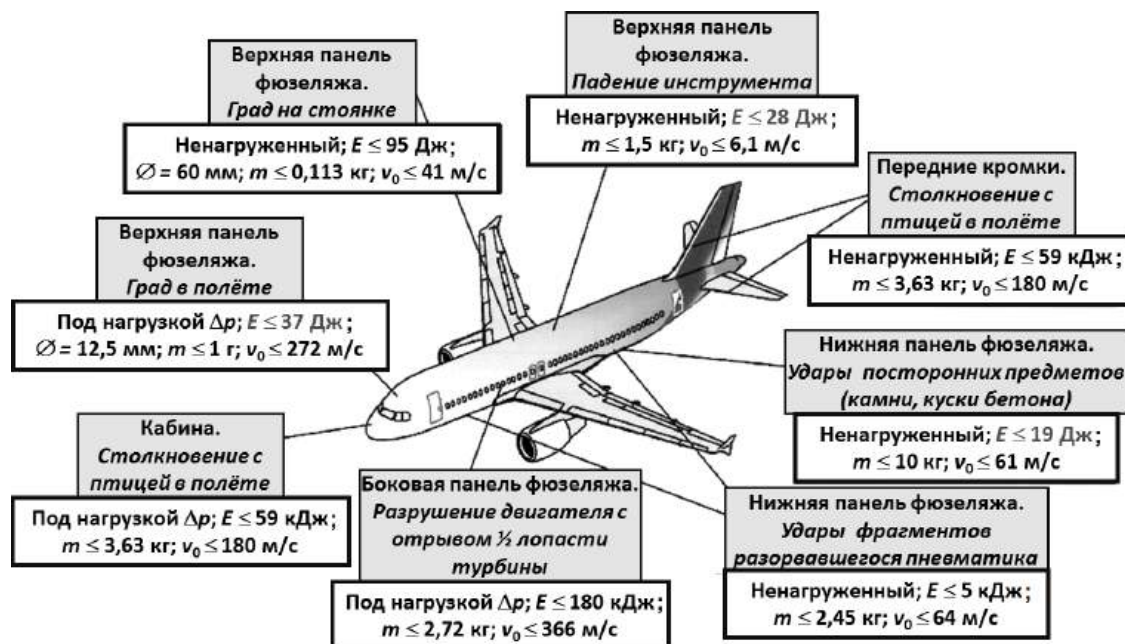 Верхняя панель
фюзеляжа.
Град на стоянке
Ненагруженный; E ≤ 95 Дж;
∅ = 60 мм; m ≤ 0,113 кг; v₀ ≤ 41 м/с
Верхняя панель
фюзеляжа.
Падение инструмента
Ненагруженный; E ≤ 28 Дж;
m ≤ 1,5 кг; v₀ ≤ 6,1 м/с
Передние кромки.
Столкновение с
птицей в полёте
Ненагруженный; E ≤ 59 кДж;
m ≤ 3,63 кг; v₀ ≤ 180 м/с
Верхняя панель
фюзеляжа.
Град в полёте
Под нагрузкой Δp; E ≤ 37 Дж;
∅ = 12,5 мм; m ≤ 1 г; v₀ ≤ 272 м/с
Нижняя панель фюзеляжа.
Удары посторонних предметов
(камни, куски бетона)
Ненагруженный; E ≤ 19 Дж;
m ≤ 10 кг; v₀ ≤ 61 м/с
Кабина.
Столкновение с
птицей в полёте
Под нагрузкой Δp; E ≤ 59 кДж;
m ≤ 3,63 кг; v₀ ≤ 180 м/с
Боковая панель фюзеляжа.
Разрушение двигателя с
отрывом ⅓ лопасти
турбины
Под нагрузкой Δp; E ≤ 180 кДж;
m ≤ 2,72 кг; v₀ ≤ 366 м/с
Нижняя панель фюзеляжа.
Удары фрагментов
разорвавшегося пневматика
Ненагруженный; E ≤ 5 кДж;
m ≤ 2,45 кг; v₀ ≤ 64 м/с